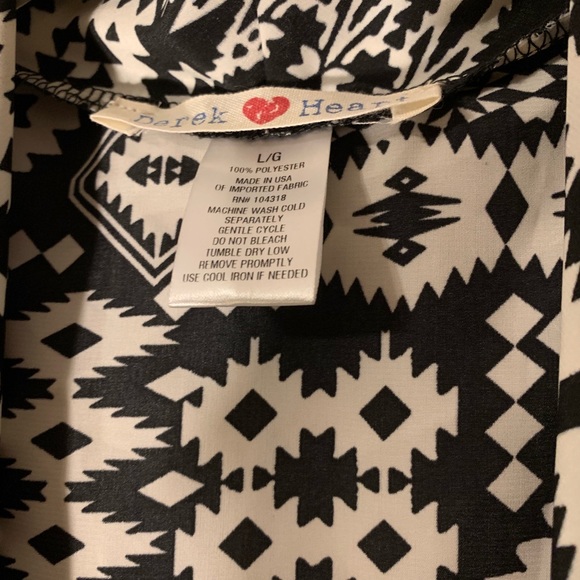 Derek Heart
L/G
100% POLYESTER
MADE IN USA
OF IMPORTED FABRIC
RN# 104318
MACHINE WASH COLD
SEPARATELY
GENTLE CYCLE
DO NOT BLEACH
TUMBLE DRY LOW
REMOVE PROMPTLY
USE COOL IRON IF NEEDED